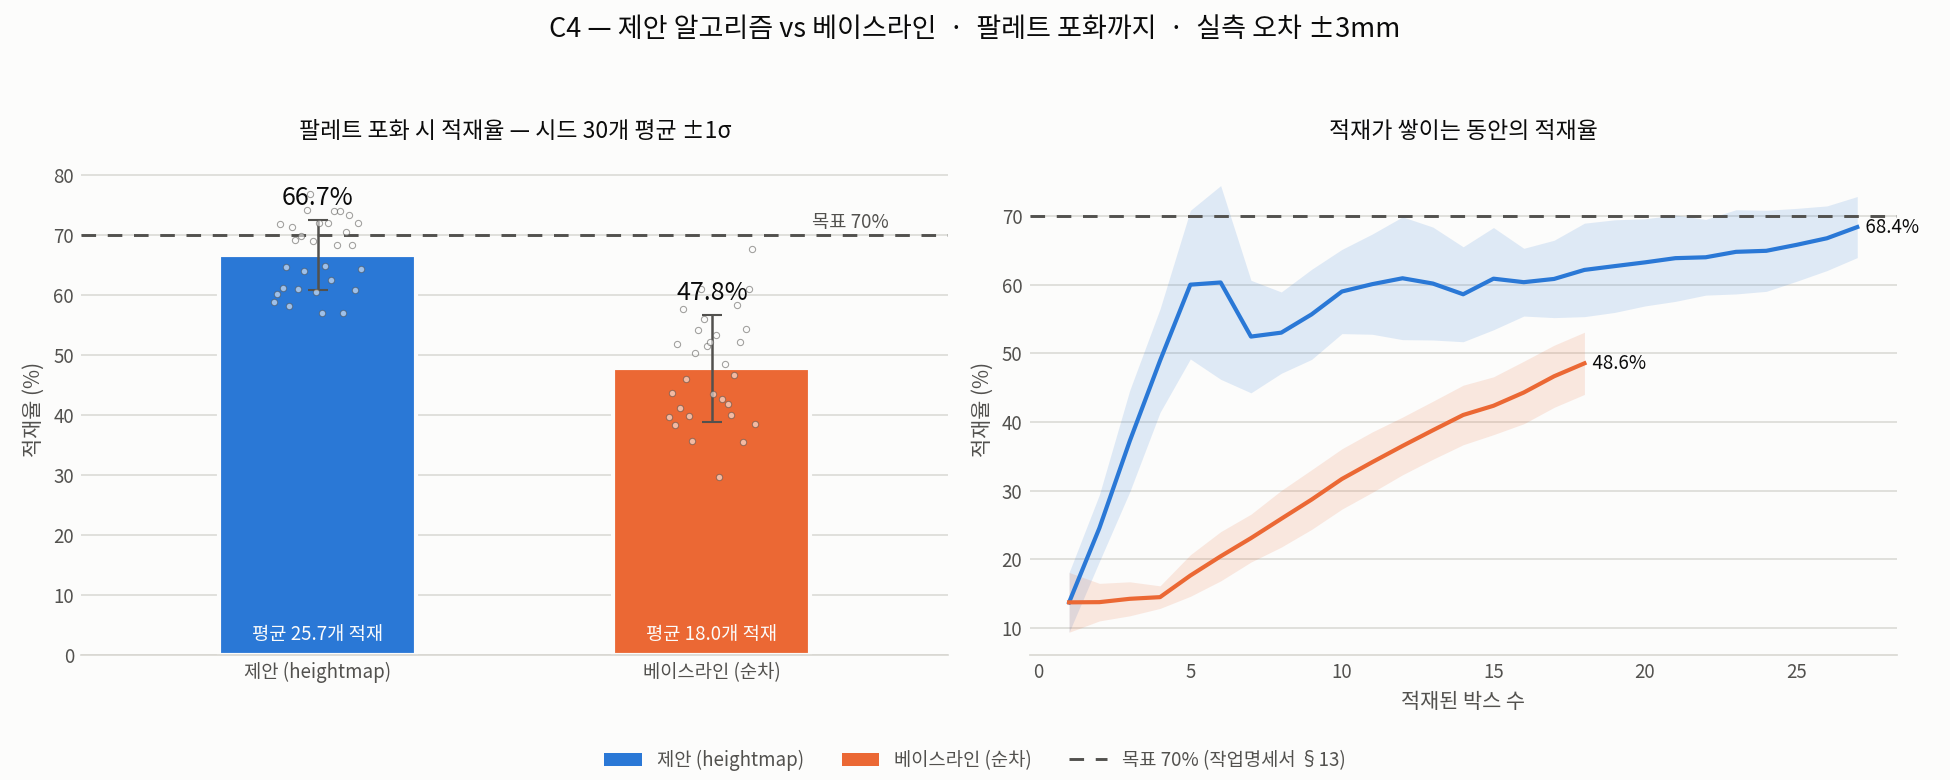 C4 — 제안 알고리즘 vs 베이스라인 · 팔레트 포화까지 · 실측 오차 ±3mm
팔레트 포화 시 적재율 — 시드 30개 평균 ±1σ
적재율 (%)
80
70
60
50
40
30
20
10
0
66.7%
47.8%
목표 70%
평균 25.7개 적재
평균 18.0개 적재
제안 (heightmap)
베이스라인 (순차)
적재가 쌓이는 동안의 적재율
적재율 (%)
70
60
50
40
30
20
10
68.4%
48.6%
0 5 10 15 20 25
적재된 박스 수
제안 (heightmap) 베이스라인 (순차) 목표 70% (작업명세서 §13)